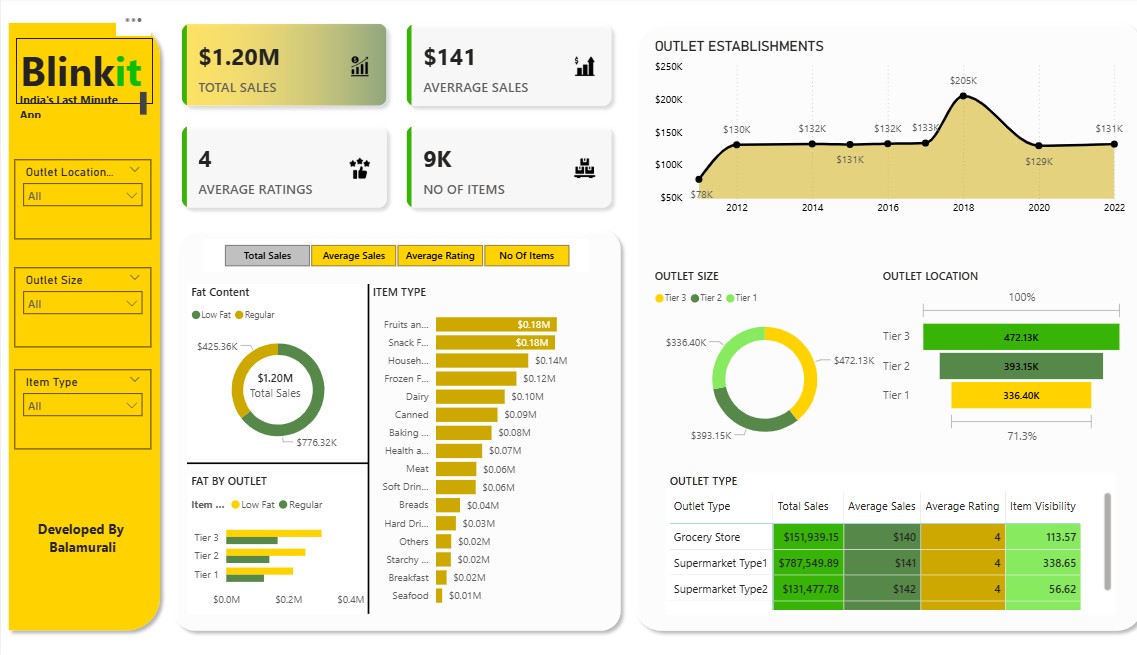 Blinkit
India's Last Minute
App
Outlet Location...
All
Outlet Size
All
Item Type
All
Developed By
Balamurali
$1.20M
TOTAL SALES
$141
AVERRAGE SALES
4
AVERAGE RATINGS
9K
NO OF ITEMS
Total Sales Average Sales Average Rating No Of Items
Fat Content
Low Fat Regular
$425.36K
$1.20M
Total Sales
$776.32K
FAT BY OUTLET
Item ... Low Fat Regular
Tier 3
Tier 2
Tier 1
$0.0M $0.2M $0.4M
ITEM TYPE
Fruits an... $0.18M
Snack F... $0.18M
Househ... $0.14M
Frozen F... $0.12M
Dairy $0.10M
Canned $0.09M
Baking ... $0.08M
Health a... $0.07M
Meat $0.06M
Soft Drin... $0.06M
Breads $0.04M
Hard Dri... $0.03M
Others $0.02M
Starchy ... $0.02M
Breakfast $0.02M
Seafood $0.01M
OUTLET ESTABLISHMENTS
$250K
$200K
$150K
$100K
$50K
$78K $130K $132K $131K $132K $133K $205K $129K $131K
2012 2014 2016 2018 2020 2022
OUTLET SIZE
Tier 3 Tier 2 Tier 1
$336.40K
$472.13K
$393.15K
OUTLET LOCATION
100%
Tier 3 472.13K
Tier 2 393.15K
Tier 1 336.40K
71.3%
OUTLET TYPE
Outlet Type Total Sales Average Sales Average Rating Item Visibility
Grocery Store $151,939.15 $140 4 113.57
Supermarket Type1 $787,549.89 $141 4 338.65
Supermarket Type2 $131,477.78 $142 4 56.62